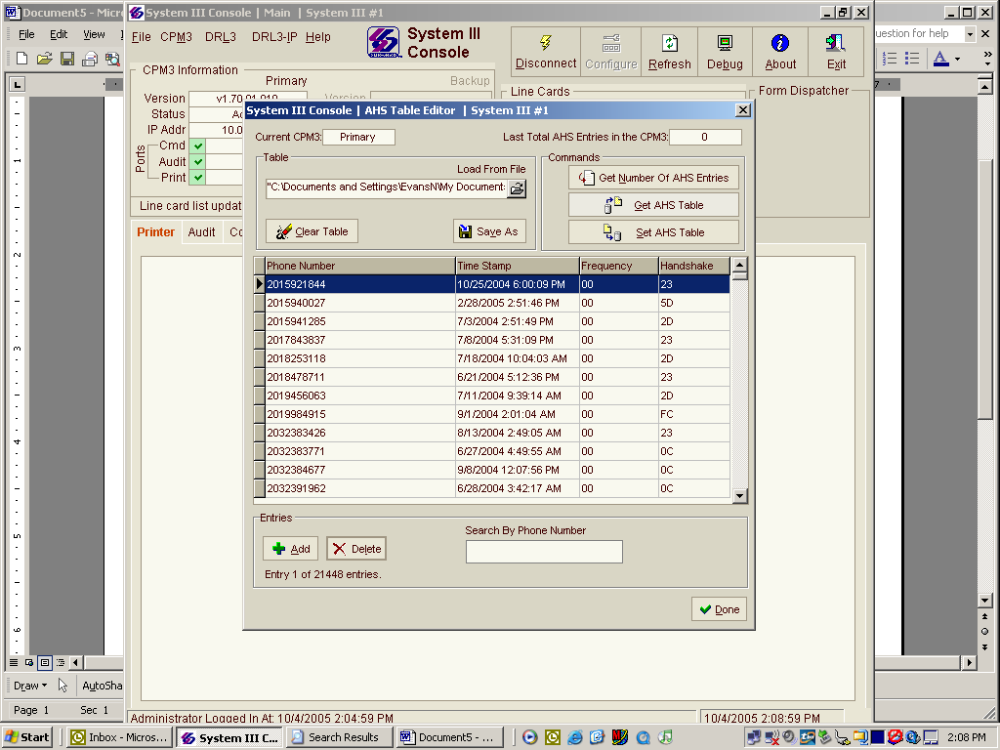 Document5 - Micros
File Edit View
uestion for help
System III Console | Main | System III #1
File CPM3 DRL3 DRL3-IP Help
System III
Console
Disconnect Configure Refresh Debug About Exit
CPM3 Information
Primary Backup
Version v1.70.01.010 Version
Status Ac
IP Addr 10.0
Ports
Cmd
Audit
Print
Line card list updat
Line Cards
Form Dispatcher
Printer Audit Co
System III Console | AHS Table Editor | System III #1
Current CPM3: Primary
Last Total AHS Entries in the CPM3: 0
Table
Load From File
"C:\Documents and Settings\EvansN\My Document:
Clear Table Save As
Commands
Get Number Of AHS Entries
Get AHS Table
Set AHS Table
Phone Number Time Stamp Frequency Handshake
2015921844 10/25/2004 6:00:09 PM 00 23
2015940027 2/28/2005 2:51:46 PM 00 5D
2015941285 7/3/2004 2:51:49 PM 00 2D
2017843837 7/8/2004 5:31:09 PM 00 23
2018253118 7/18/2004 10:04:03 AM 00 2D
2018478711 6/21/2004 5:12:36 PM 00 23
2019456063 7/11/2004 9:39:14 AM 00 2D
2019984915 9/1/2004 2:01:04 AM 00 FC
2032383426 8/13/2004 2:49:05 AM 00 23
2032383771 6/27/2004 4:49:55 AM 00 0C
2032384677 9/8/2004 12:07:56 PM 00 0C
2032391962 6/28/2004 3:42:17 AM 00 0C
Entries
Add Delete
Search By Phone Number
Entry 1 of 21448 entries.
Done
Draw AutoSha
Page 1 Sec 1
Administrator Logged In At: 10/4/2005 2:04:59 PM
10/4/2005 2:08:59 PM
Start Inbox - Micros... System III C... Search Results Document5 - ... 2:08 PM